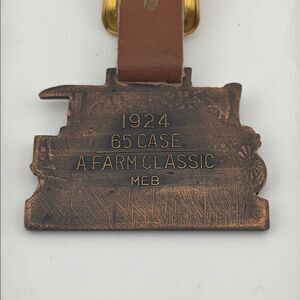 1924
65 CASE
A FARM CLASSIC
MEB